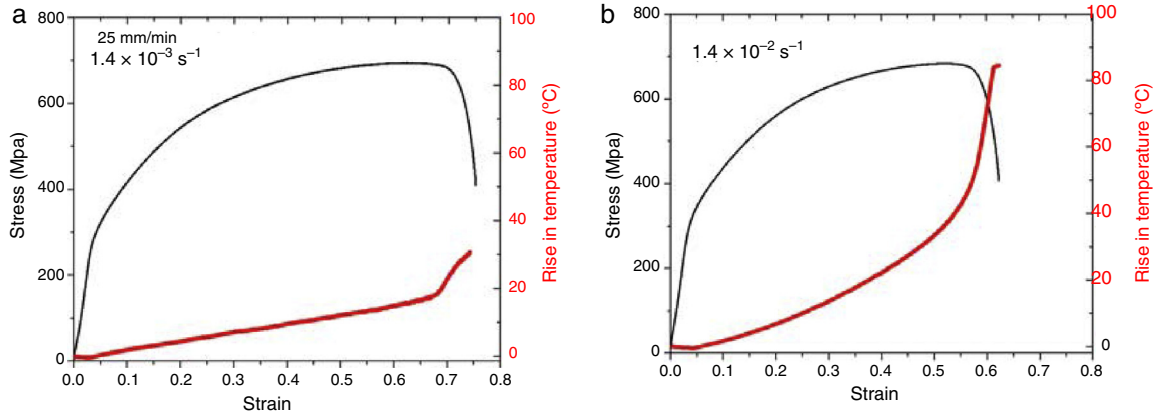 a
25 mm/min
1.4 × 10⁻³ s⁻¹
800
600
400
200
0
Stress (Mpa)
100
80
60
40
20
0
Rise in temperature (ºC)
0.0 0.1 0.2 0.3 0.4 0.5 0.6 0.7 0.8
Strain
b
1.4 × 10⁻² s⁻¹
800
600
400
200
0
Stress (Mpa)
100
80
60
40
20
0
Rise in temperature (ºC)
0.0 0.1 0.2 0.3 0.4 0.5 0.6 0.7 0.8
Strain